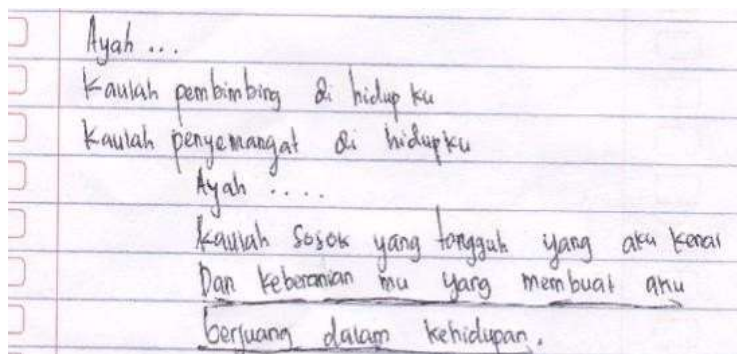 Ayah ...
Kaulah pembimbing di hidup ku
Kaulah penyemangat di hidupku
Ayah ....
Kaulah sosok yang tangguh yang aku kenal
Dan keberanian mu yang membuat aku
berjuang dalam kehidupan.